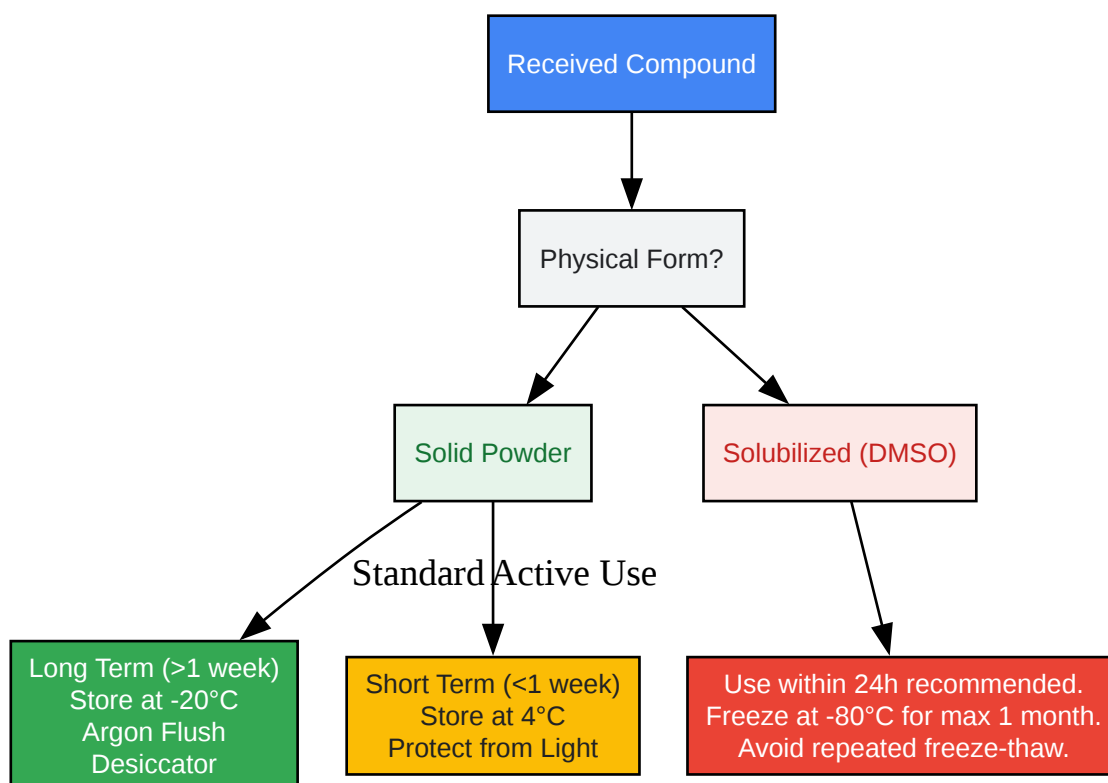 Received Compound
Physical Form?
Solid Powder
Solubilized (DMSO)
Standard
Active Use
Long Term (>1 week)
Store at -20°C
Argon Flush
Desiccator
Short Term (<1 week)
Store at 4°C
Protect from Light
Use within 24h recommended.
Freeze at -80°C for max 1 month.
Avoid repeated freeze-thaw.